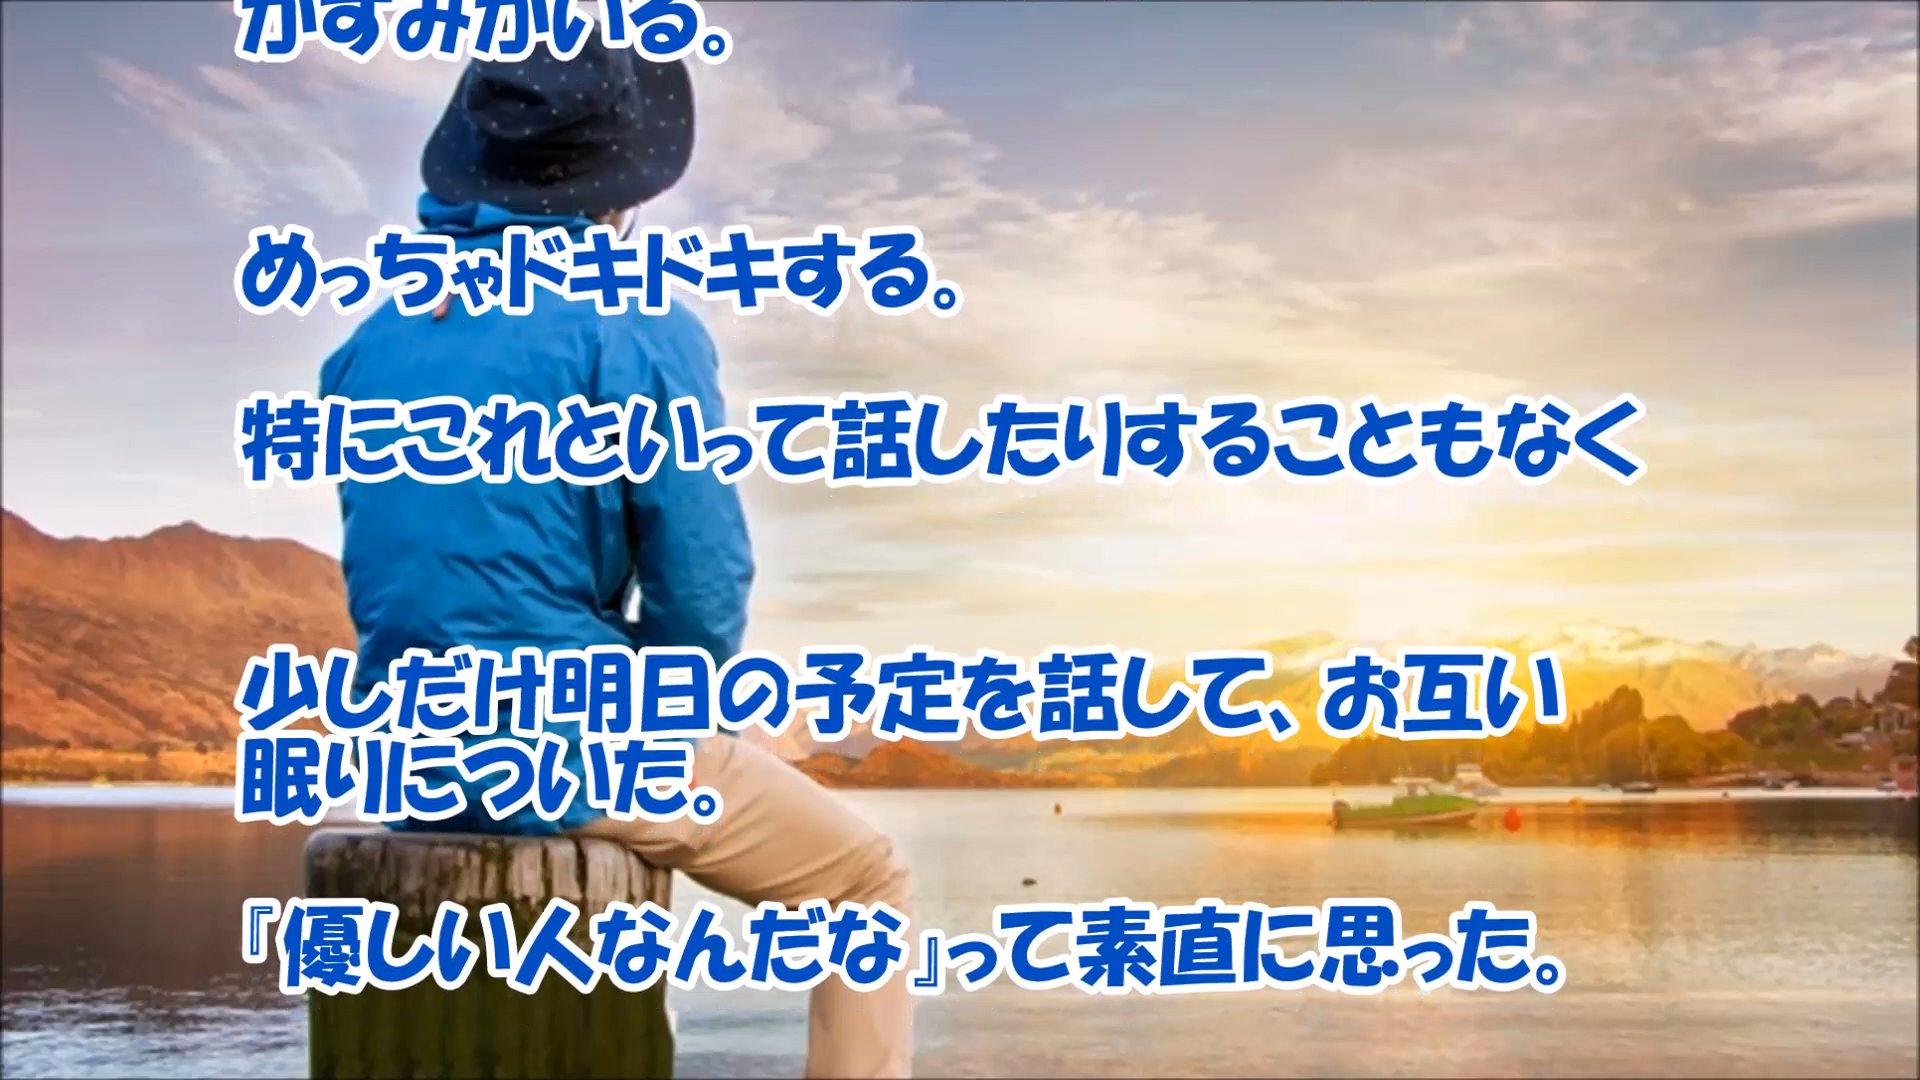 かすみがいる。
めっちゃドキドキする。
特にこれといって話したりすることもなく
少しだけ明日の予定を話して、お互い
眠りについた。
『優しい人なんだな』って素直に思った。